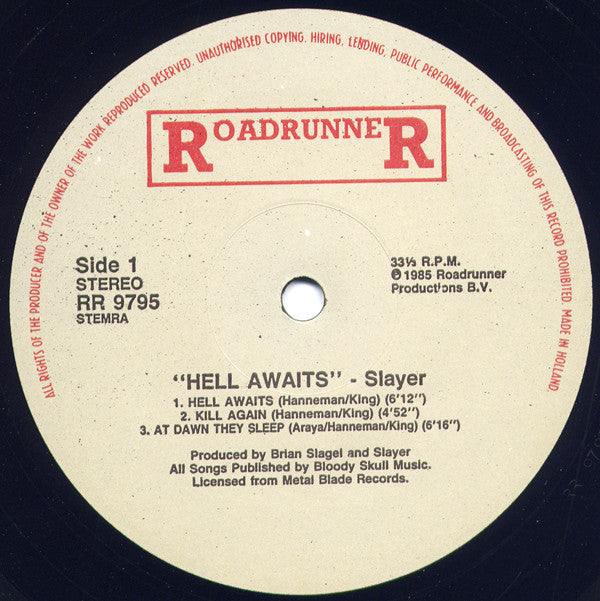 ALL RIGHTS OF THE PRODUCER AND OF THE OWNER OF THE WORK REPRODUCED RESERVED. UNAUTHORISED COPYING, HIRING, LENDING, PUBLIC PERFORMANCE AND BROADCASTING OF THIS RECORD PROHIBITED. MADE IN HOLLAND
ROADRUNNER
Side 1
STEREO
RR 9795
STEMRA
33⅓ R.P.M.
℗1985 Roadrunner
Productions B.V.
"HELL AWAITS" - Slayer
1. HELL AWAITS (Hanneman/King) (6'12")
2. KILL AGAIN (Hanneman/King) (4'52")
3. AT DAWN THEY SLEEP (Araya/Hanneman/King) (6'16")
Produced by Brian Slagel and Slayer
All Songs Published by Bloody Skull Music.
Licensed from Metal Blade Records.